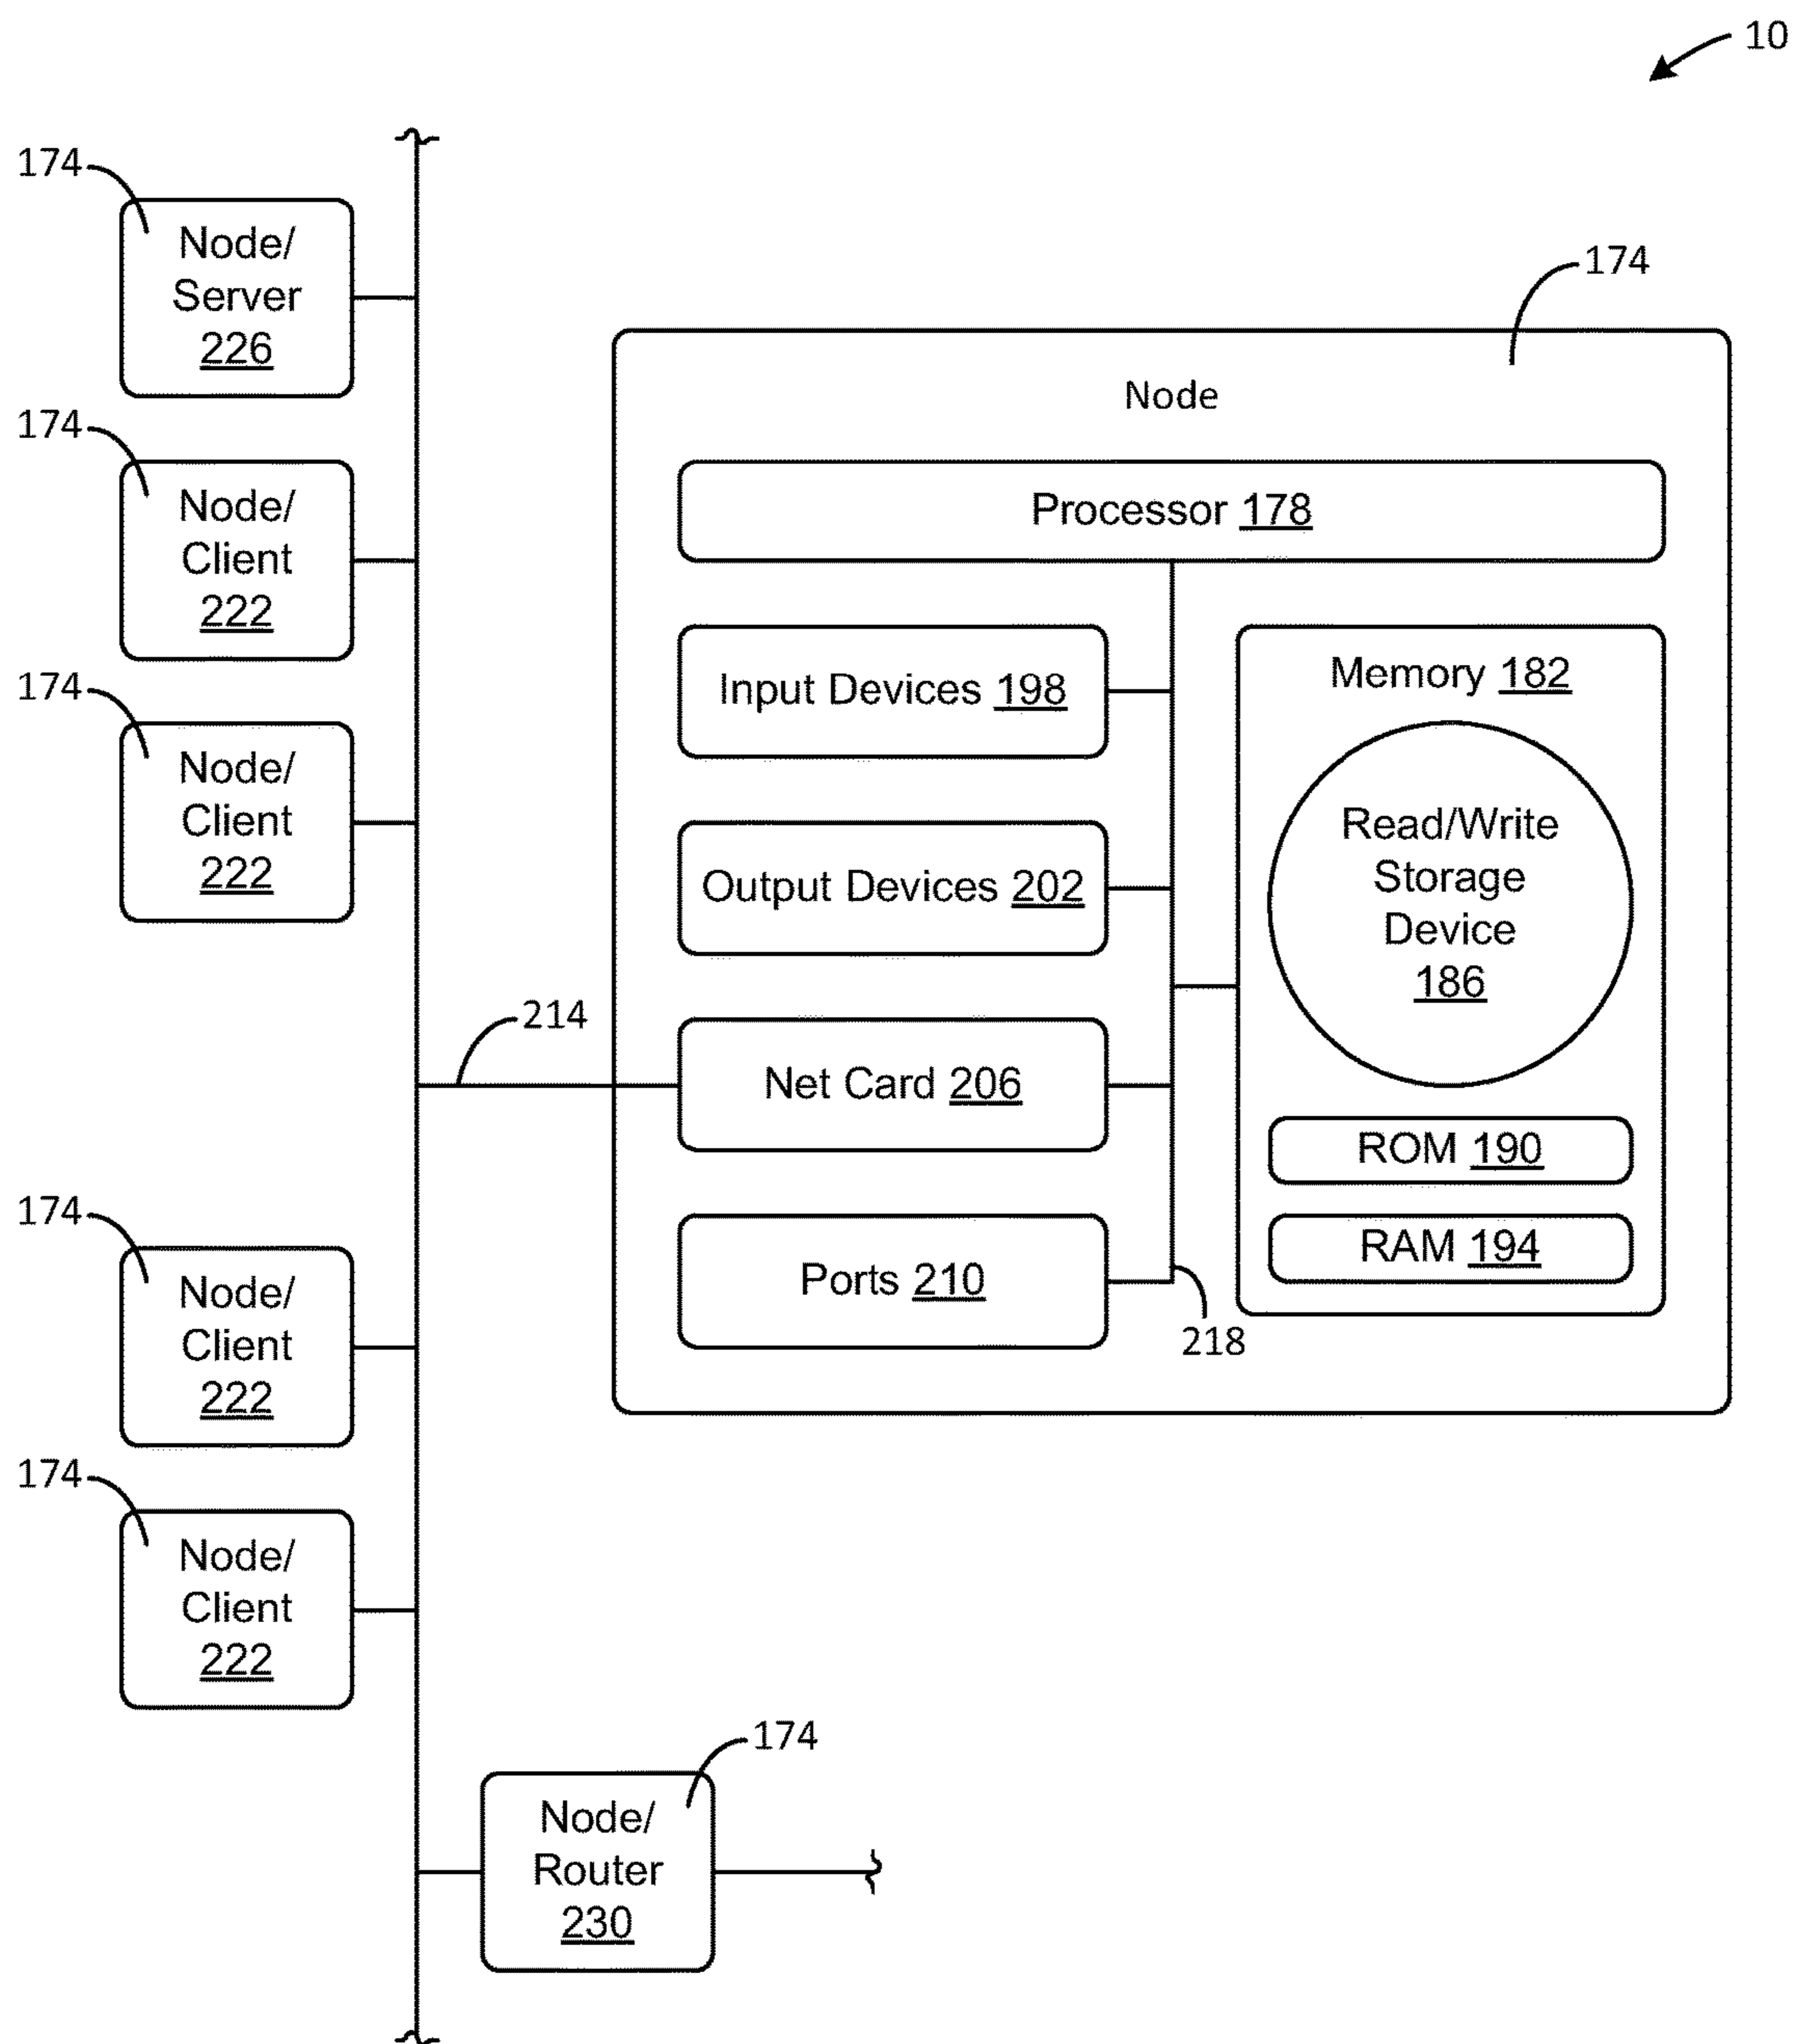 10
174
Node/
Server
226
174
Node/
Client
222
174
Node/
Client
222
174
Node
Processor 178
Input Devices 198
Output Devices 202
Net Card 206
Ports 210
Memory 182
Read/Write
Storage
Device
186
ROM 190
RAM 194
218
214
174
Node/
Client
222
174
Node/
Client
222
174
Node/
Router
230